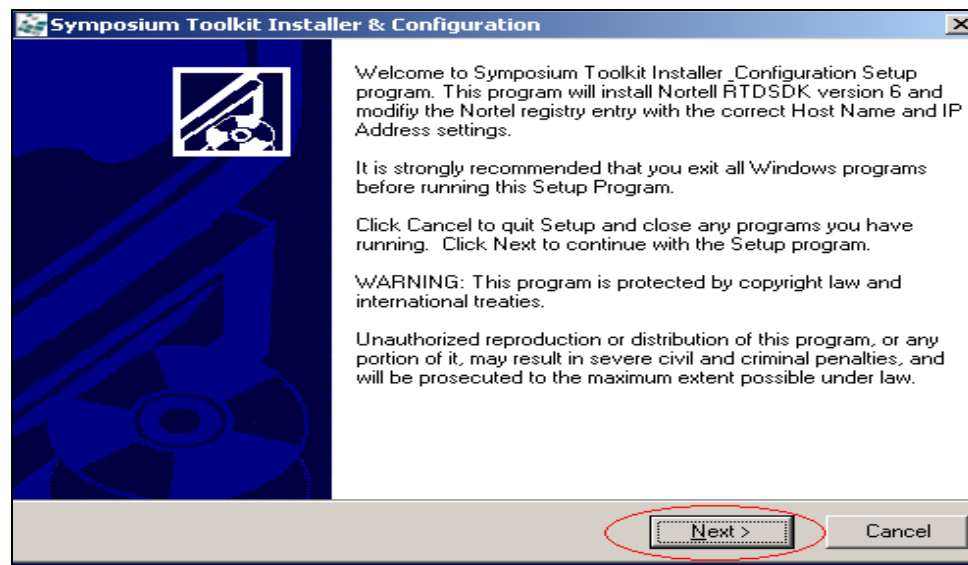 Symposium Toolkit Installer & Configuration
Welcome to Symposium Toolkit Installer _Configuration Setup
program. This program will install Nortell RTDSDK version 6 and
modifiy the Nortel registry entry with the correct Host Name and IP
Address settings.
It is strongly recommended that you exit all Windows programs
before running this Setup Program.
Click Cancel to quit Setup and close any programs you have
running. Click Next to continue with the Setup program.
WARNING: This program is protected by copyright law and
international treaties.
Unauthorized reproduction or distribution of this program, or any
portion of it, may result in severe civil and criminal penalties, and
will be prosecuted to the maximum extent possible under law.
Next > Cancel